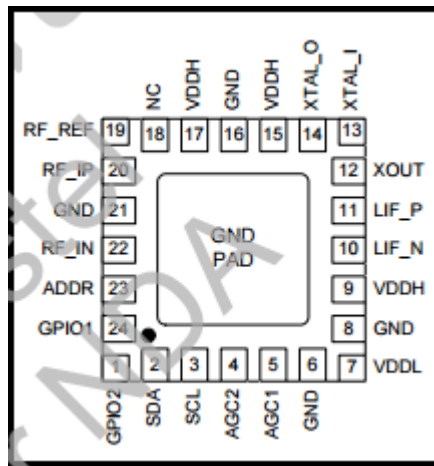 NC VDDH GND VDDH XTAL_O XTAL_I
RF_REF 19 18 17 16 15 14 13
RF_IP 20 12 XOUT
GND 21 11 LIF_P
RF_IN 22 GND 10 LIF_N
ADDR 23 PAD 9 VDDH
GPIO1 24 8 GND
1 2 3 4 5 6 7 VDDL
GPIO2 SDA SCL AGC2 AGC1 GND
NDA